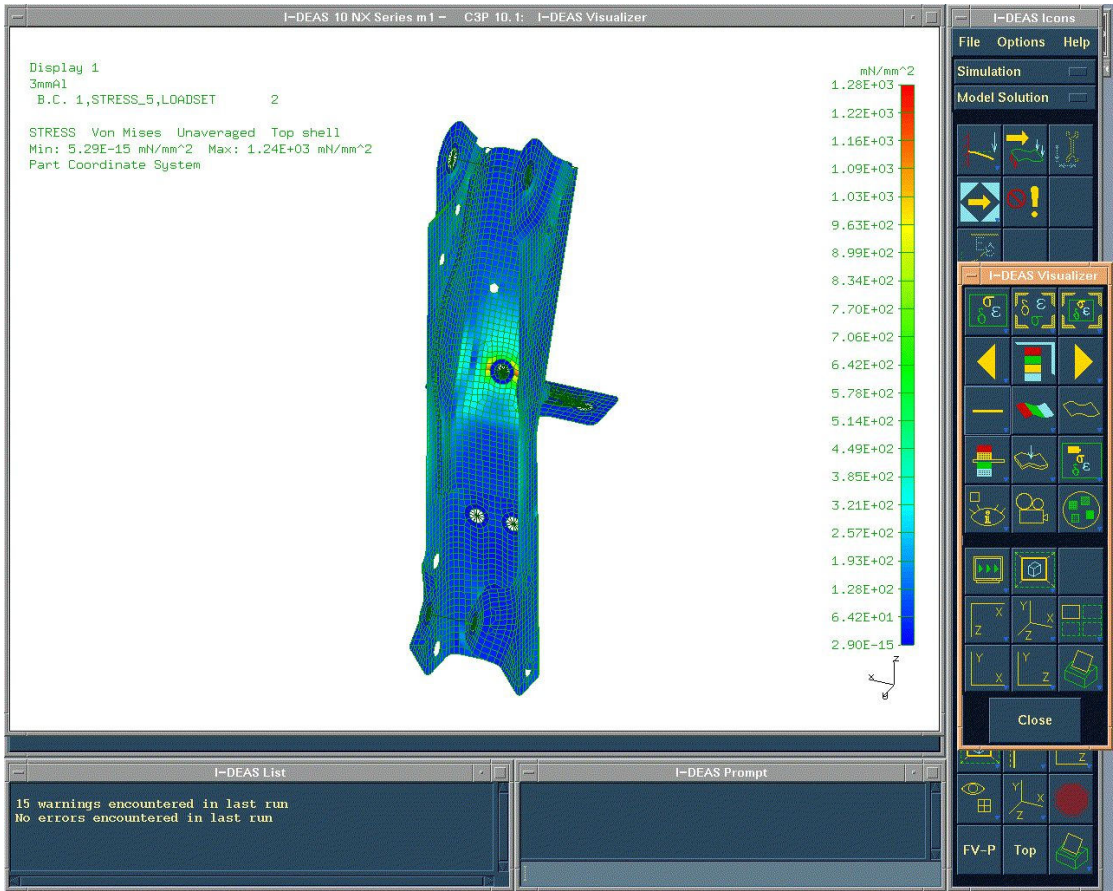 I-DEAS 10 NX Series m1 - C3P 10.1: I-DEAS Visualizer
Display 1
3mmAl
B.C. 1,STRESS_5,LOADSET 2
STRESS Von Mises Unaveraged Top shell
Min: 5.29E-15 mN/mm^2 Max: 1.24E+03 mN/mm^2
Part Coordinate System
mN/mm^2
1.28E+03
1.22E+03
1.16E+03
1.09E+03
1.03E+03
9.63E+02
8.99E+02
8.34E+02
7.70E+02
7.06E+02
6.42E+02
5.78E+02
5.14E+02
4.49E+02
3.85E+02
3.21E+02
2.57E+02
1.93E+02
1.28E+02
6.42E+01
2.90E-15
Z
X
I-DEAS Icons
File Options Help
Simulation
Model Solution
I-DEAS Visualizer
σ ε δ
δ ε σ
σ δ ε
σ δ ε
i
X Z
Y X Z
Y X
Y Z
Close
Z
Y X Z
FV-P Top
I-DEAS List
15 warnings encountered in last run
No errors encountered in last run
I-DEAS Prompt